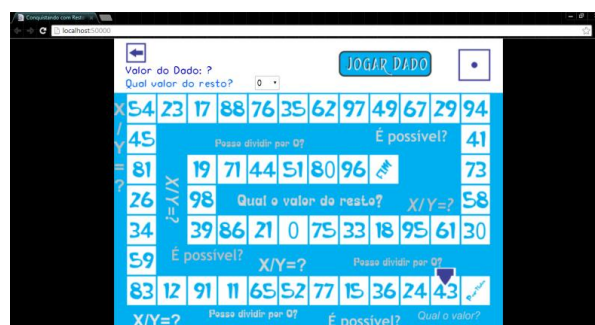 Conquistando com Resto
localhost:50000
Valor do Dado: ?
JOGAR DADO
Qual valor do resto? 0
X/Y=?
54 23 17 88 76 35 62 97 49 67 29 94
45 Posso dividir por 0? É possível? 41
81 19 71 44 51 80 96 FIM 73
X/Y=?
26 98 Qual o valor do resto? X/Y=? 58
34 39 86 21 0 75 33 18 95 61 30
59 É possível? X/Y=? Posso dividir por 0?
83 12 91 11 65 52 77 15 36 24 43
X/Y=? Posso dividir por 0? É possível? Qual o valor?